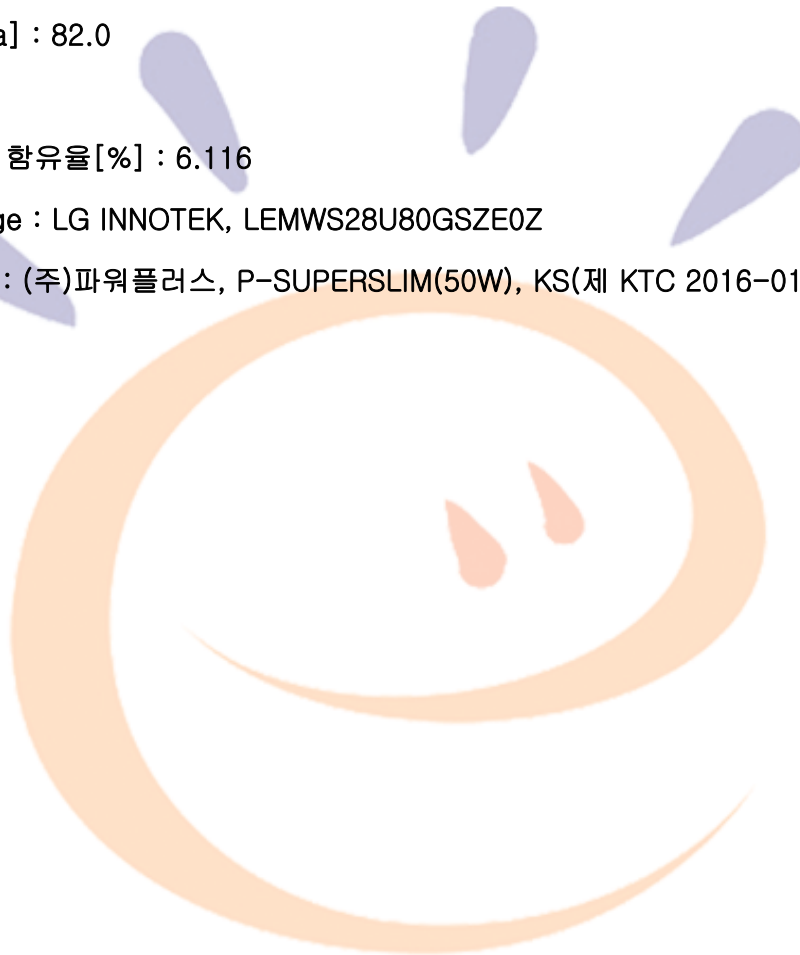 a] : 82.0
함유율[%] : 6.116
ge : LG INNOTEK, LEMWS28U80GSZE0Z
: (주)파워플러스, P-SUPERSLIM(50W), KS(제 KTC 2016-01